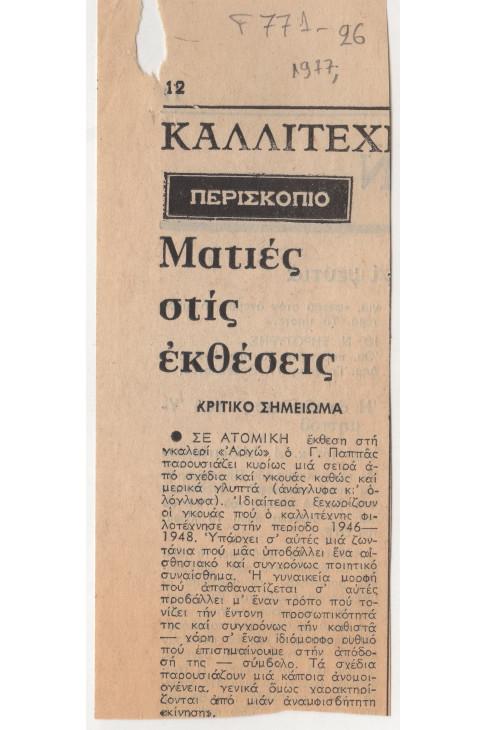 F 771-26
1977,
12
ΚΑΛΛΙΤΕΧ
ΠΕΡΙΣΚΟΠΙΟ
Ματιές
στίς
ἐκθέσεις
ΚΡΙΤΙΚΟ ΣΗΜΕΙΩΜΑ
● ΣΕ ΑΤΟΜΙΚΗ ἔκθεση στή
γκαλερί «Ἀργώ» ὁ Γ. Παππᾶς
παρουσιάζει κυρίως μιά σειρά ἀ-
πό σχέδια καί γκουάς καθώς καί
μερικά γλυπτά (ἀνάγλυφα κι' ὁ-
λόγλυφα). Ἰδιαίτερα ξεχωρίζουν
οἱ γκουάς πού ὁ καλλιτέχνης φι-
λοτέχνησε στήν περίοδο 1946—
1948. Ὑπάρχει σ' αὐτές μιά ζων-
τάνια πού μᾶς ὑποβάλλει ἕνα αἰ-
σθησιακό καί συγχρόνως ποιητικό
συναίσθημα. Ἡ γυναικεία μορφή
πού ἀπαθανατίζεται σ' αὐτές
προβάλλει μ' ἕναν τρόπο πού το-
νίζει τήν ἔντονη προσωπικότητά
της καί συγχρόνως τήν καθιστᾶ
— χάρη σ' ἕναν ἰδιόμορφο ρυθμό
πού ἐπισημαίνουμε στήν ἀπόδο-
σή της — σύμβολο. Τά σχέδια
παρουσιάζουν μιά κάποια ἀνομοι-
ογένεια, γενικά ὅμως χαρακτηρί-
ζονται ἀπό μιάν ἀναμφισβήτητη
«κίνηση».